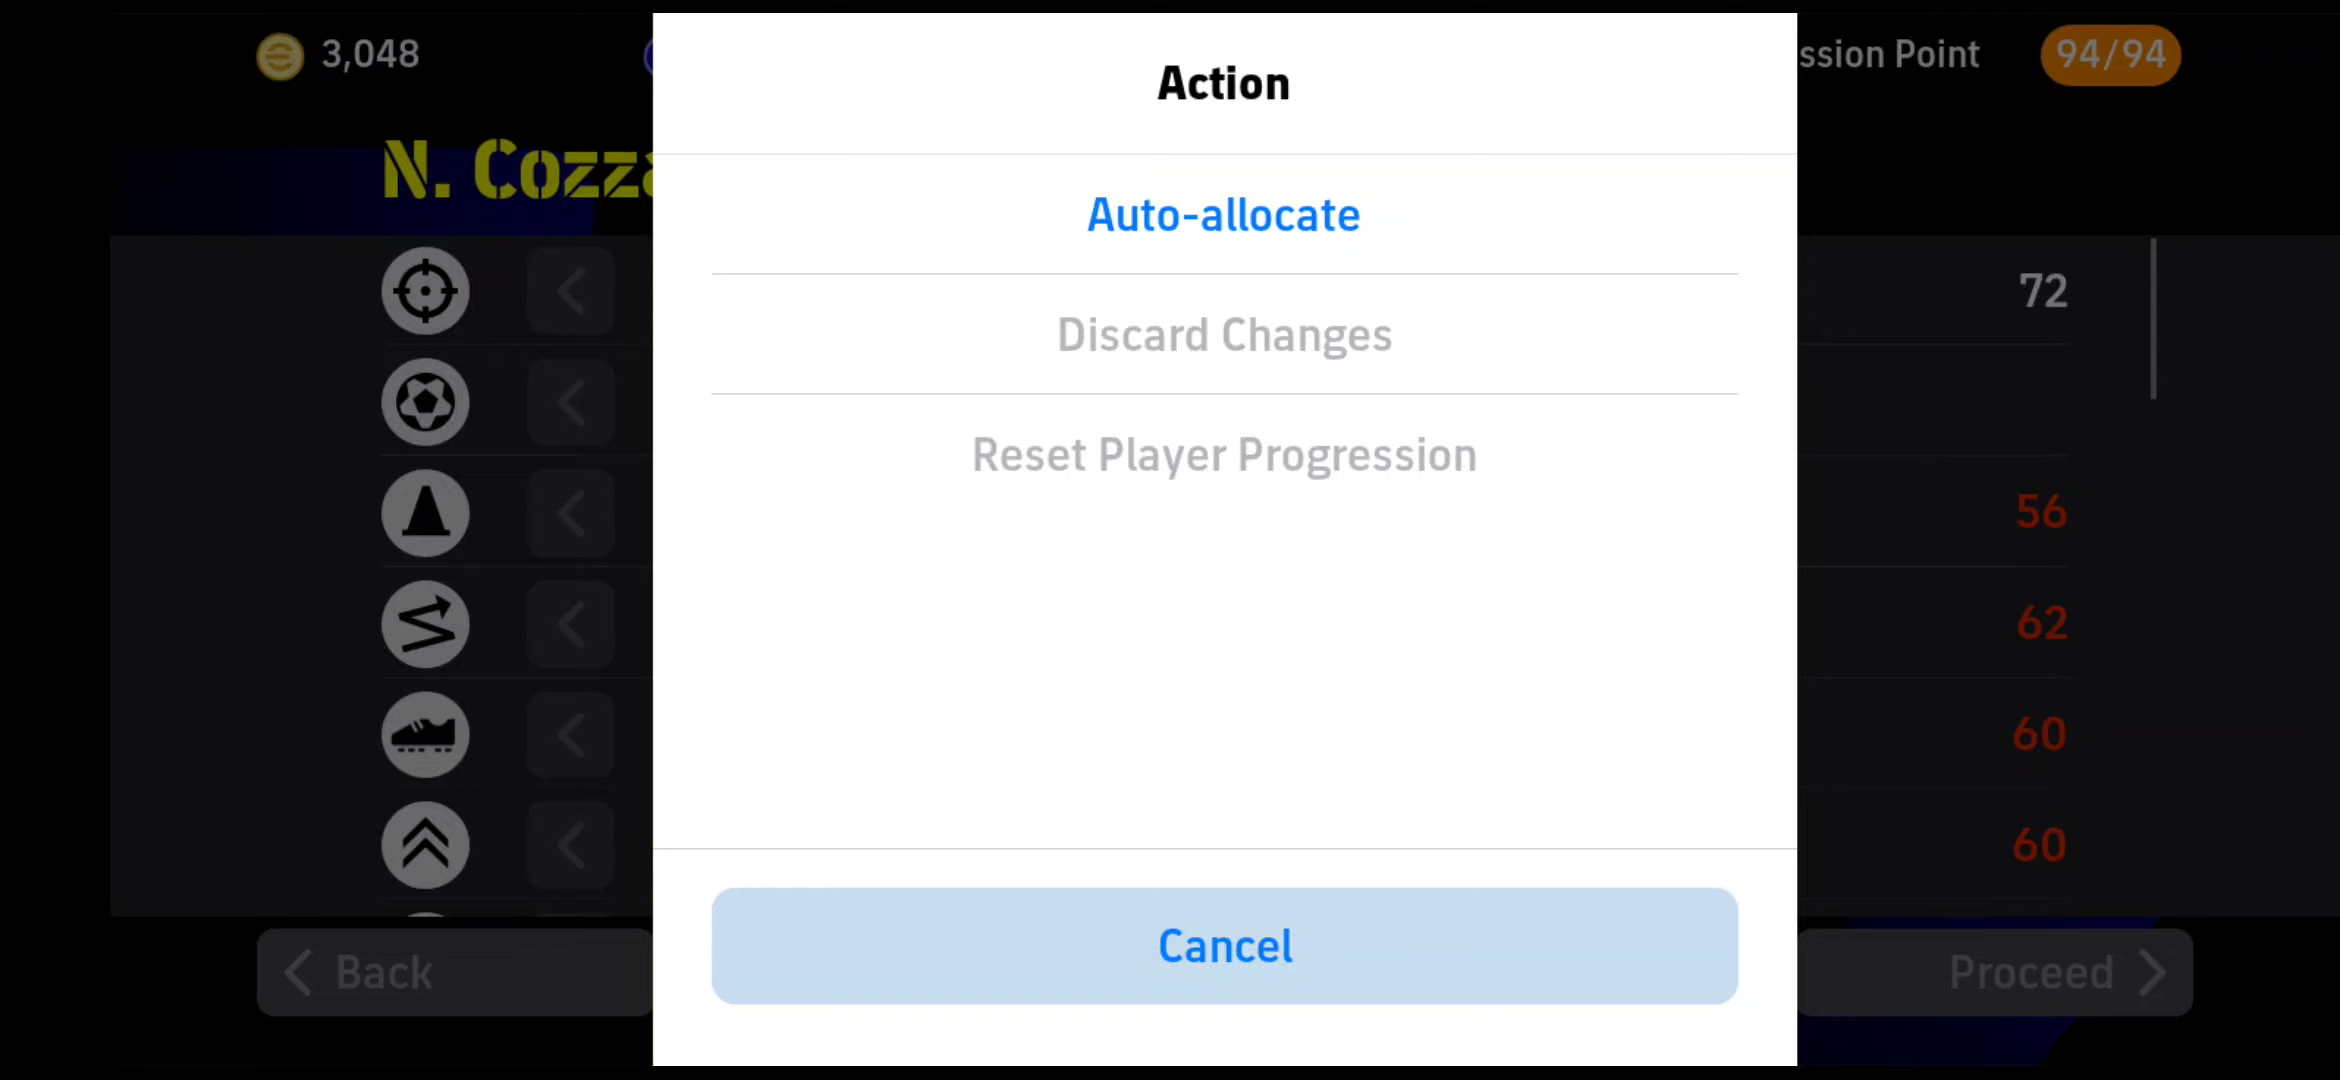 3,048
Action
ssion Point 94/94
N. Cozza
Auto-allocate
72
Discard Changes
Reset Player Progression
56
62
60
60
Cancel
Back
Proceed